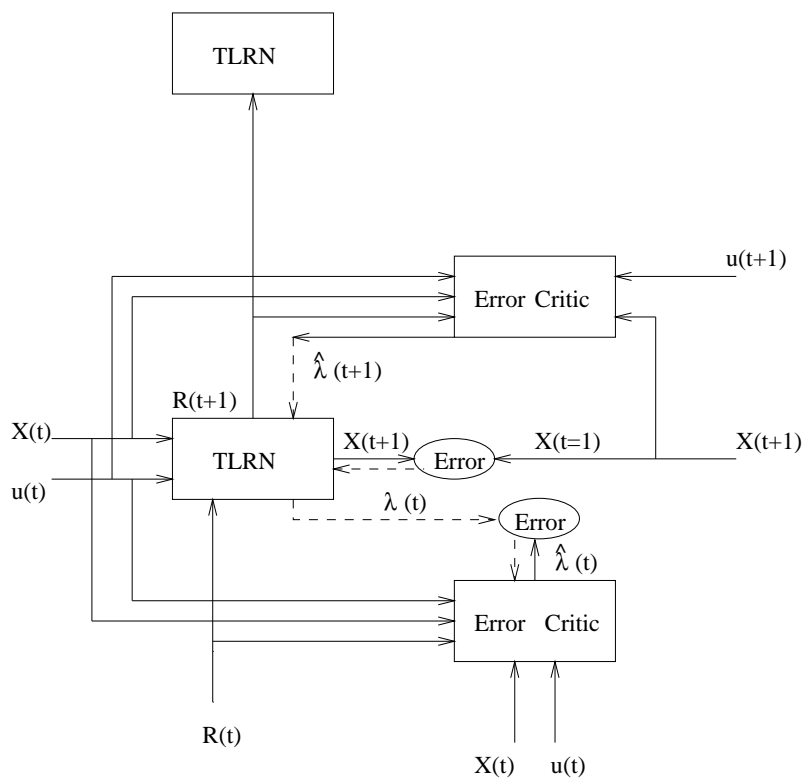 TLRN
u(t+1)
Error Critic
λ̂ (t+1)
R(t+1)
X(t)
X(t+1)
X(t=1)
X(t+1)
TLRN
Error
u(t)
λ (t)
Error
λ̂ (t)
Error Critic
R(t)
X(t)
u(t)